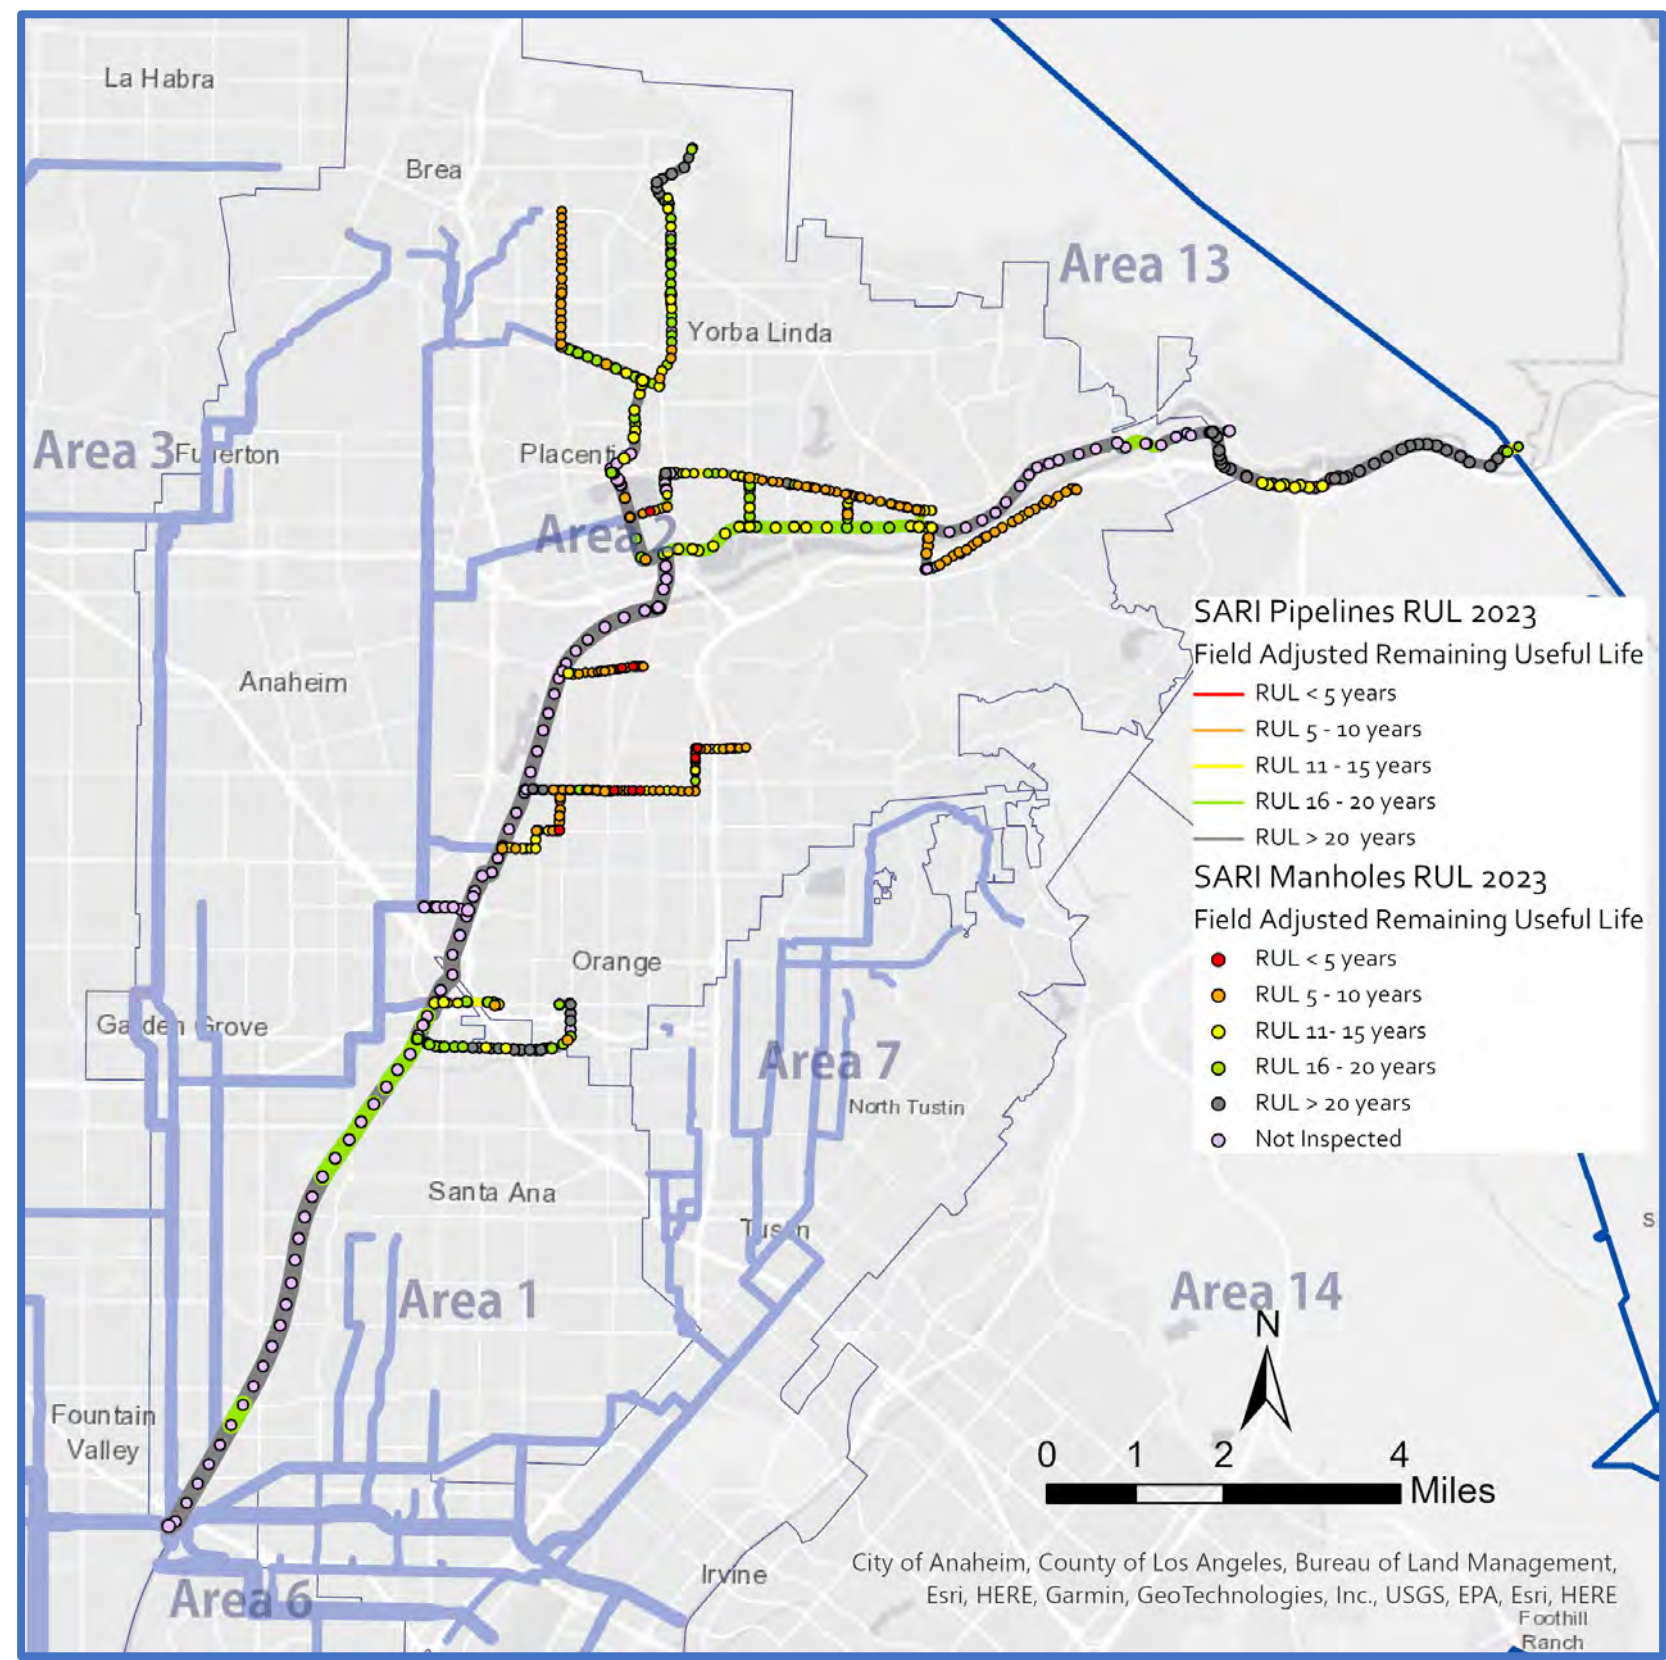 La Habra
Brea
Area 13
Yorba Linda
Area 3
Fullerton
Placenti
Area 2
SARI Pipelines RUL 2023
Field Adjusted Remaining Useful Life
RUL < 5 years
RUL 5 - 10 years
RUL 11 - 15 years
RUL 16 - 20 years
RUL > 20 years
SARI Manholes RUL 2023
Field Adjusted Remaining Useful Life
RUL < 5 years
RUL 5 - 10 years
RUL 11- 15 years
RUL 16 - 20 years
RUL > 20 years
Not Inspected
Anaheim
Orange
Garden Grove
Area 7
North Tustin
Santa Ana
S
Tustin
Area 1
Area 14
N
Fountain
Valley
0 1 2 4
Miles
Irvine
City of Anaheim, County of Los Angeles, Bureau of Land Management,
Esri, HERE, Garmin, GeoTechnologies, Inc., USGS, EPA, Esri, HERE
Area 6
Foothill
Ranch